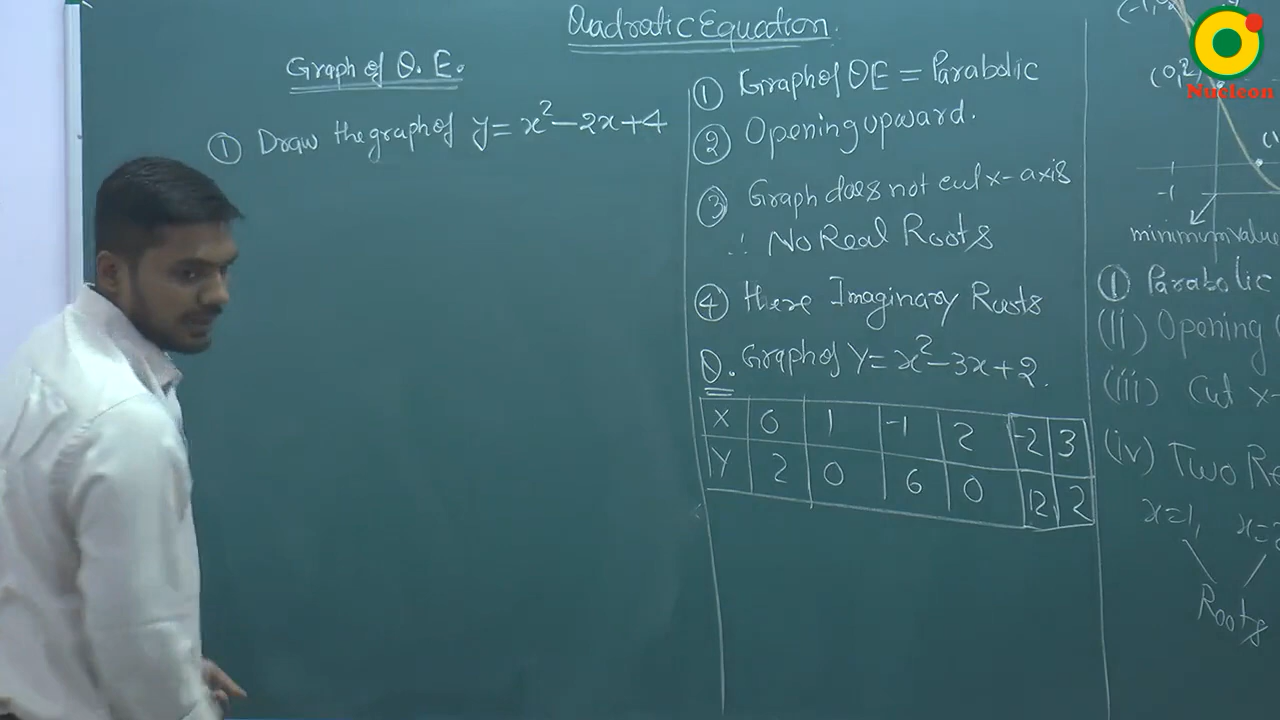 Quadratic Equation
Graph of Q. E.
① Draw the graph of y = x² - 2x + 4
① Graph of QE = Parabolic
② Opening upward.
③ Graph does not cut x-axis
∴ No Real Roots
④ there Imaginary Roots
Q. Graph of Y = x² - 3x + 2.
X 0 1 -1 2 -2 3
Y 2 0 6 0 12 2
(0,2)
-1
minimum value
① Parabolic
(ii) Opening
(iii) Cut x-
(iv) Two
x=1,
Roots
Nucleon